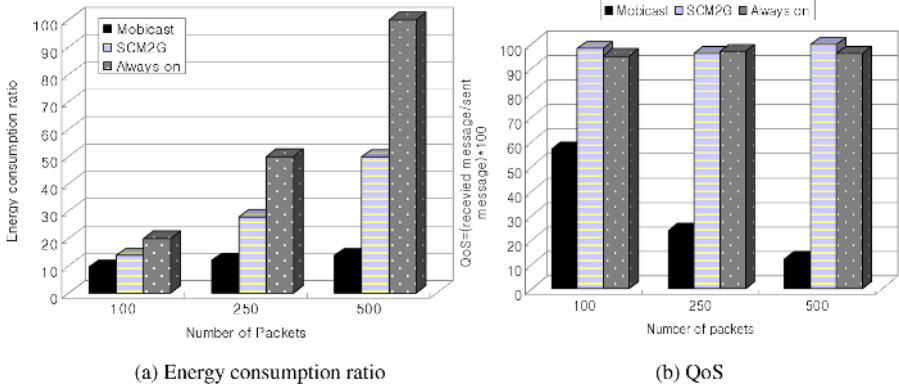 Mobicast
SCM2G
Always on
Energy consumption ratio
100
90
80
70
60
50
40
30
20
10
0
100 250 500
Number of Packets
(a) Energy consumption ratio
Mobicast SCM2G Always on
QoS=(recevied message/sent
message)*100
100
90
80
70
60
50
40
30
20
10
0
100 250 500
Number of packets
(b) QoS